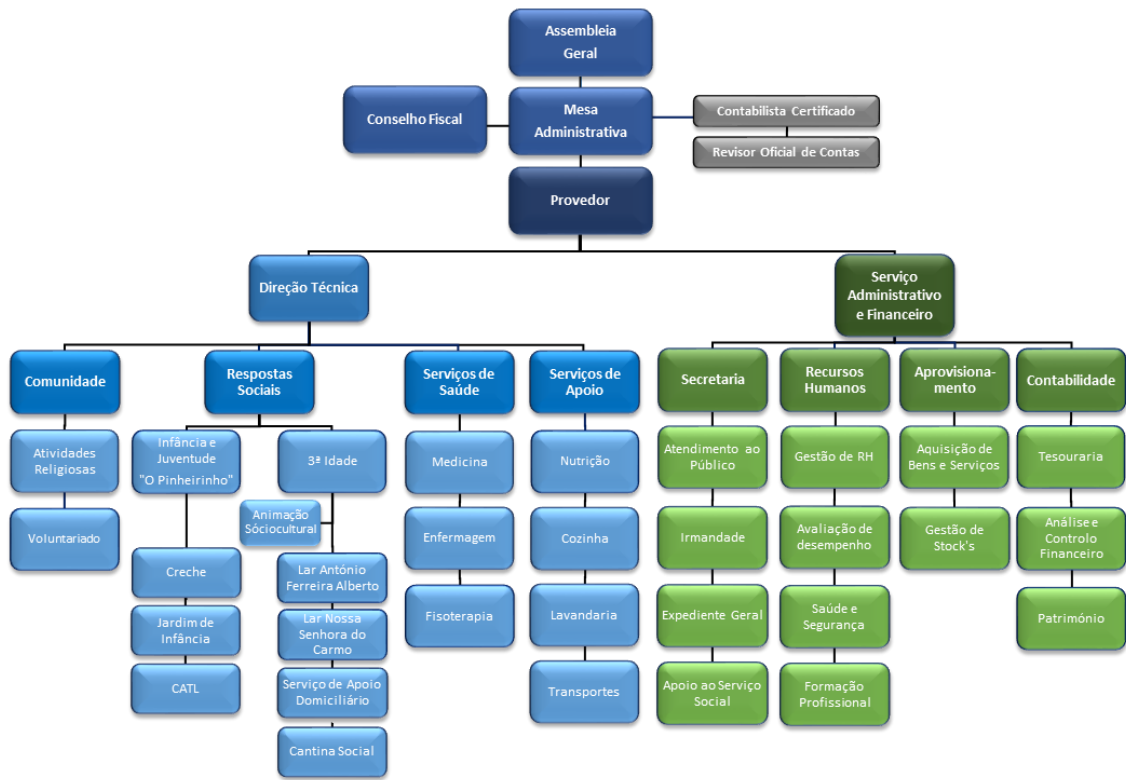 Assembleia
Geral
Conselho Fiscal
Mesa
Administrativa
Contabilista Certificado
Revisor Oficial de Contas
Provedor
Direção Técnica
Serviço
Administrativo
e Financeiro
Comunidade
Respostas
Sociais
Serviços de
Saúde
Serviços de
Apoio
Secretaria
Recursos
Humanos
Aprovisiona-
mento
Contabilidade
Atividades
Religiosas
Voluntariado
Infância e
Juventude
"O Pinheirinho"
Creche
Jardim de
Infância
CATL
3ª Idade
Animação
Sóciocultural
Lar António
Ferreira Alberto
Lar Nossa
Senhora do
Carmo
Serviço de Apoio
Domiciliário
Cantina Social
Medicina
Enfermagem
Fisoterapia
Nutrição
Cozinha
Lavandaria
Transportes
Atendimento ao
Público
Irmandade
Expediente Geral
Apoio ao Serviço
Social
Gestão de RH
Avaliação de
desempenho
Saúde e
Segurança
Formação
Profissional
Aquisição de
Bens e Serviços
Gestão de
Stock's
Tesouraria
Análise e
Controlo
Financeiro
Património